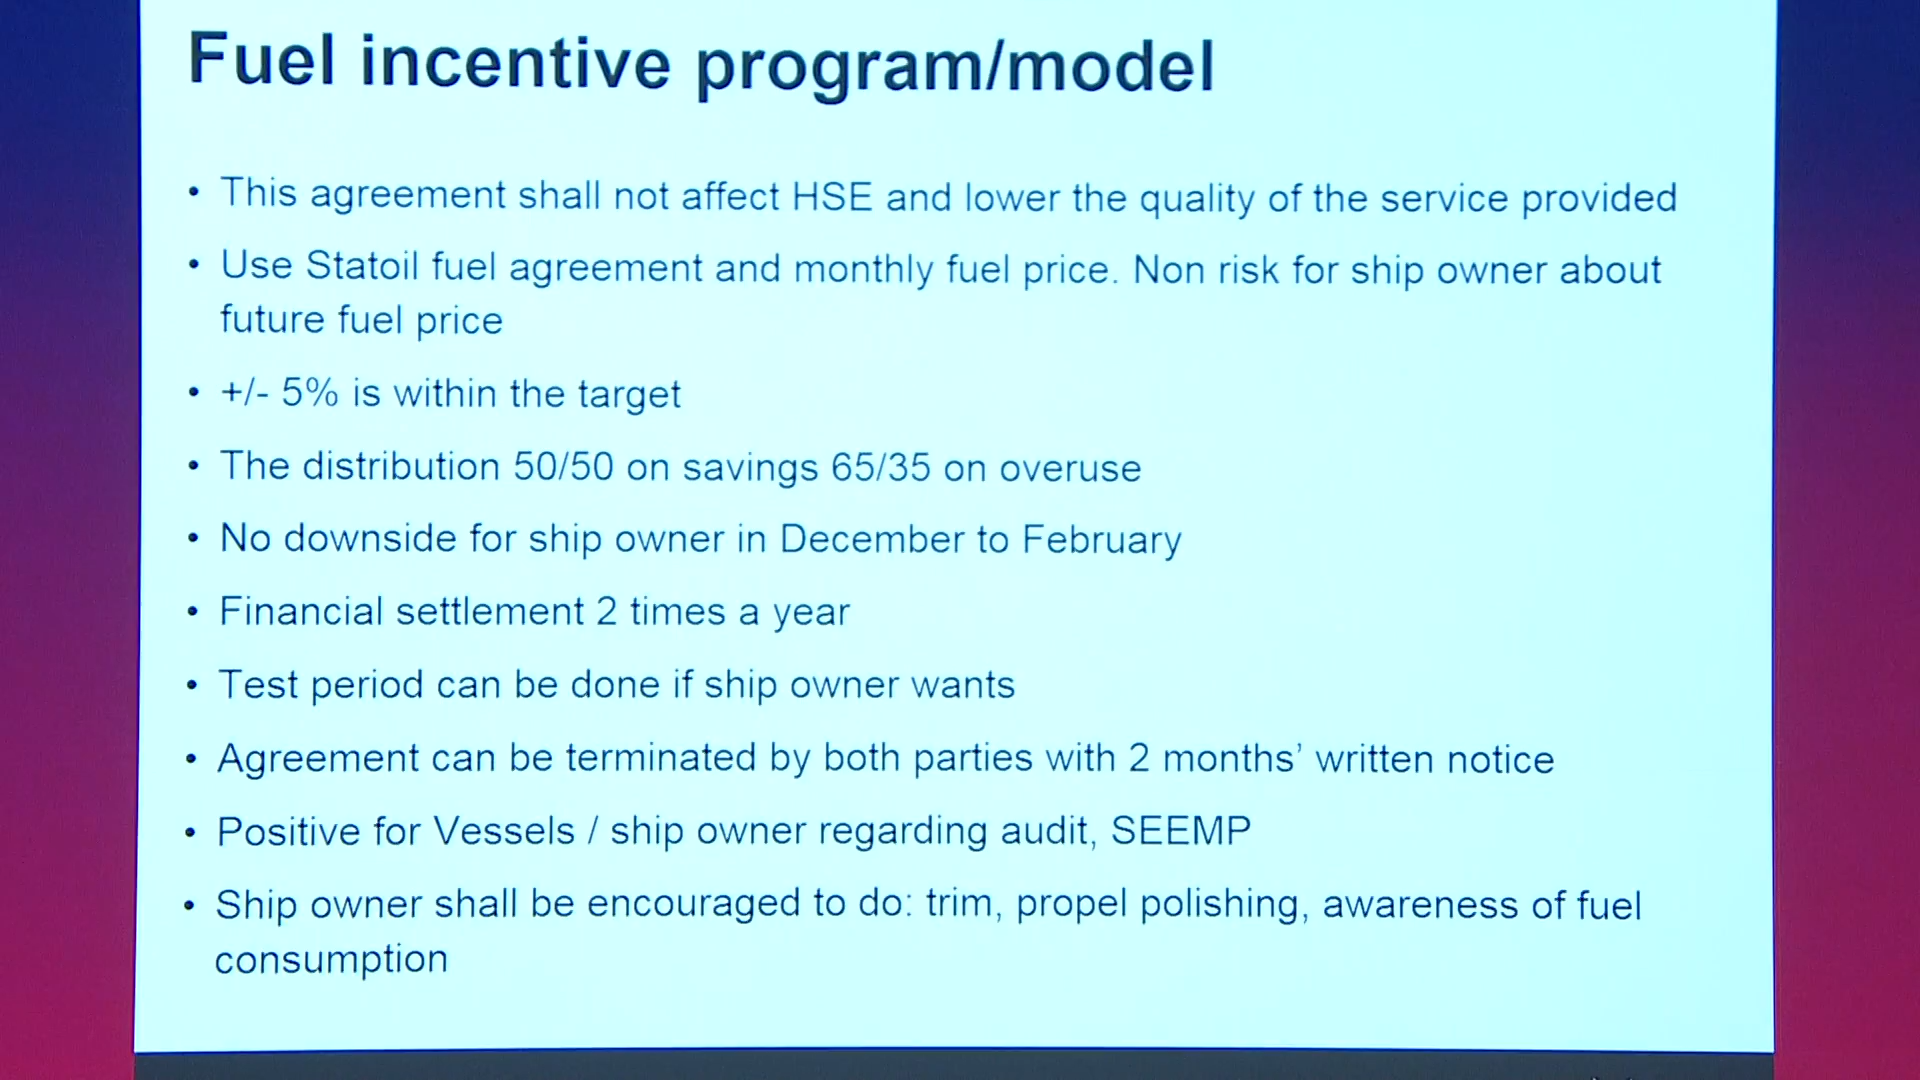 Fuel incentive program/model
• This agreement shall not affect HSE and lower the quality of the service provided
• Use Statoil fuel agreement and monthly fuel price. Non risk for ship owner about
future fuel price
• +/- 5% is within the target
• The distribution 50/50 on savings 65/35 on overuse
• No downside for ship owner in December to February
• Financial settlement 2 times a year
• Test period can be done if ship owner wants
• Agreement can be terminated by both parties with 2 months’ written notice
• Positive for Vessels / ship owner regarding audit, SEEMP
• Ship owner shall be encouraged to do: trim, propel polishing, awareness of fuel
consumption